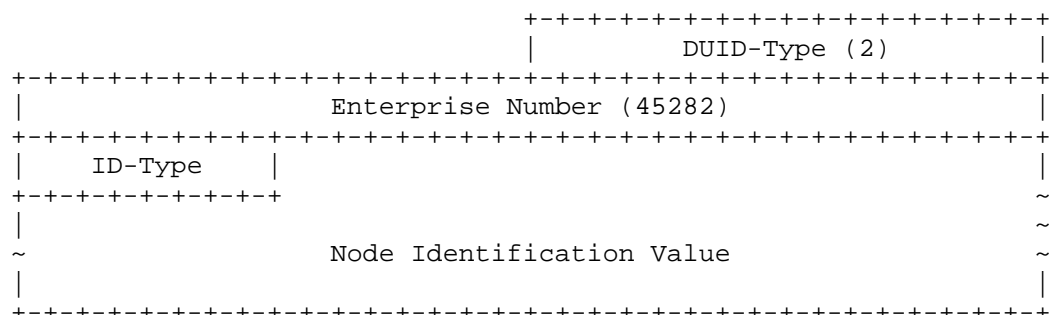 +-+-+-+-+-+-+-+-+-+-+-+-+-+-+-+-+
| DUID-Type (2) |
+-+-+-+-+-+-+-+-+-+-+-+-+-+-+-+-+-+-+-+-+-+-+-+-+-+-+-+-+-+-+-+-+
| Enterprise Number (45282) |
+-+-+-+-+-+-+-+-+-+-+-+-+-+-+-+-+-+-+-+-+-+-+-+-+-+-+-+-+-+-+-+-+
| ID-Type | |
+-+-+-+-+-+-+-+-+ ~
| ~
~ Node Identification Value ~
| |
+-+-+-+-+-+-+-+-+-+-+-+-+-+-+-+-+-+-+-+-+-+-+-+-+-+-+-+-+-+-+-+-+